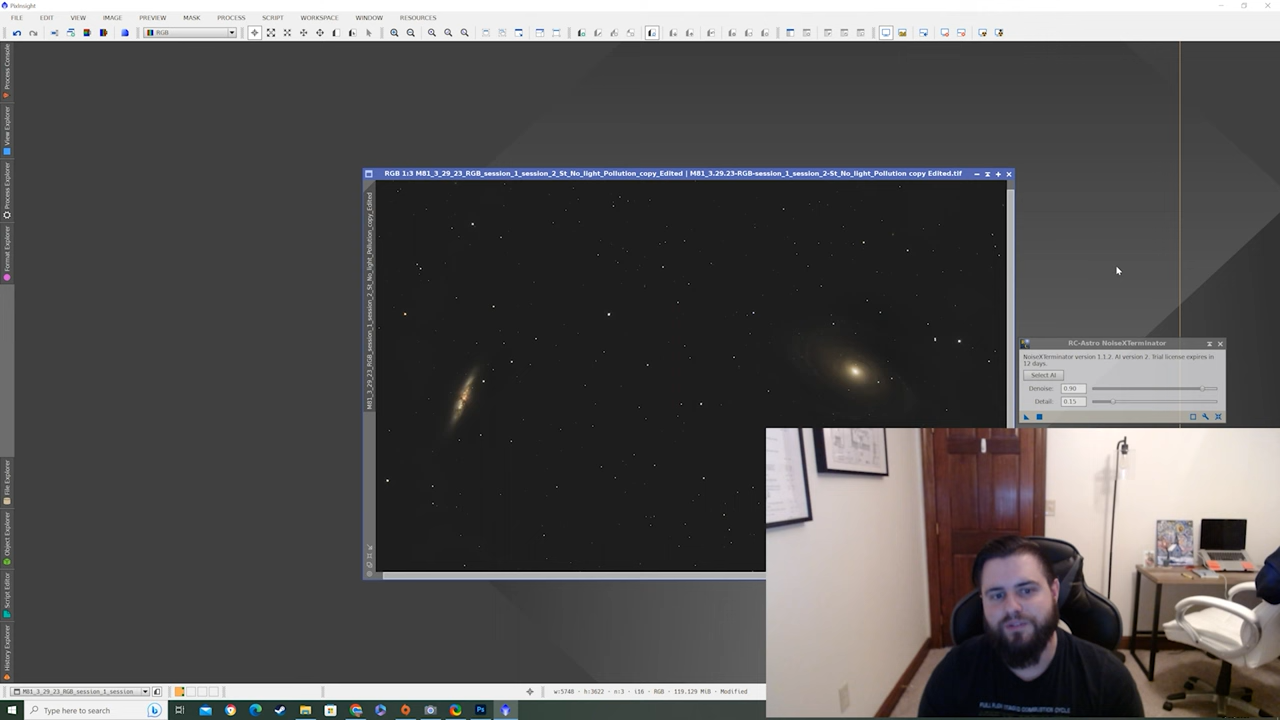 PixInsight
FILE EDIT VIEW IMAGE PREVIEW MASK PROCESS SCRIPT WORKSPACE WINDOW RESOURCES
RGB
Process Console
View Explorer
Process Explorer
Format Explorer
File Explorer
Object Explorer
Script Editor
History Explorer
RGB 1:3 M81_3_29_23_RGB_session_1_session_2_St_No_light_Pollution_copy_Edited | M81_3.29.23-RGB-session_1_session_2-St_No_light_Pollution copy Edited.tif
M81_3_29_23_RGB_session_1_session_2_St_No_light_Pollution_copy_Edited
RC-Astro NoiseXTerminator
NoiseXTerminator version 1.1.2. AI version 2. Trial license expires in
12 days.
Select AI
Denoise: 0.90
Detail: 0.15
M81_3_29_23_RGB_session_1_session
w:5748 · h:3622 · n:3 · i16 · RGB · 119.129 MiB · Modified
Type here to search